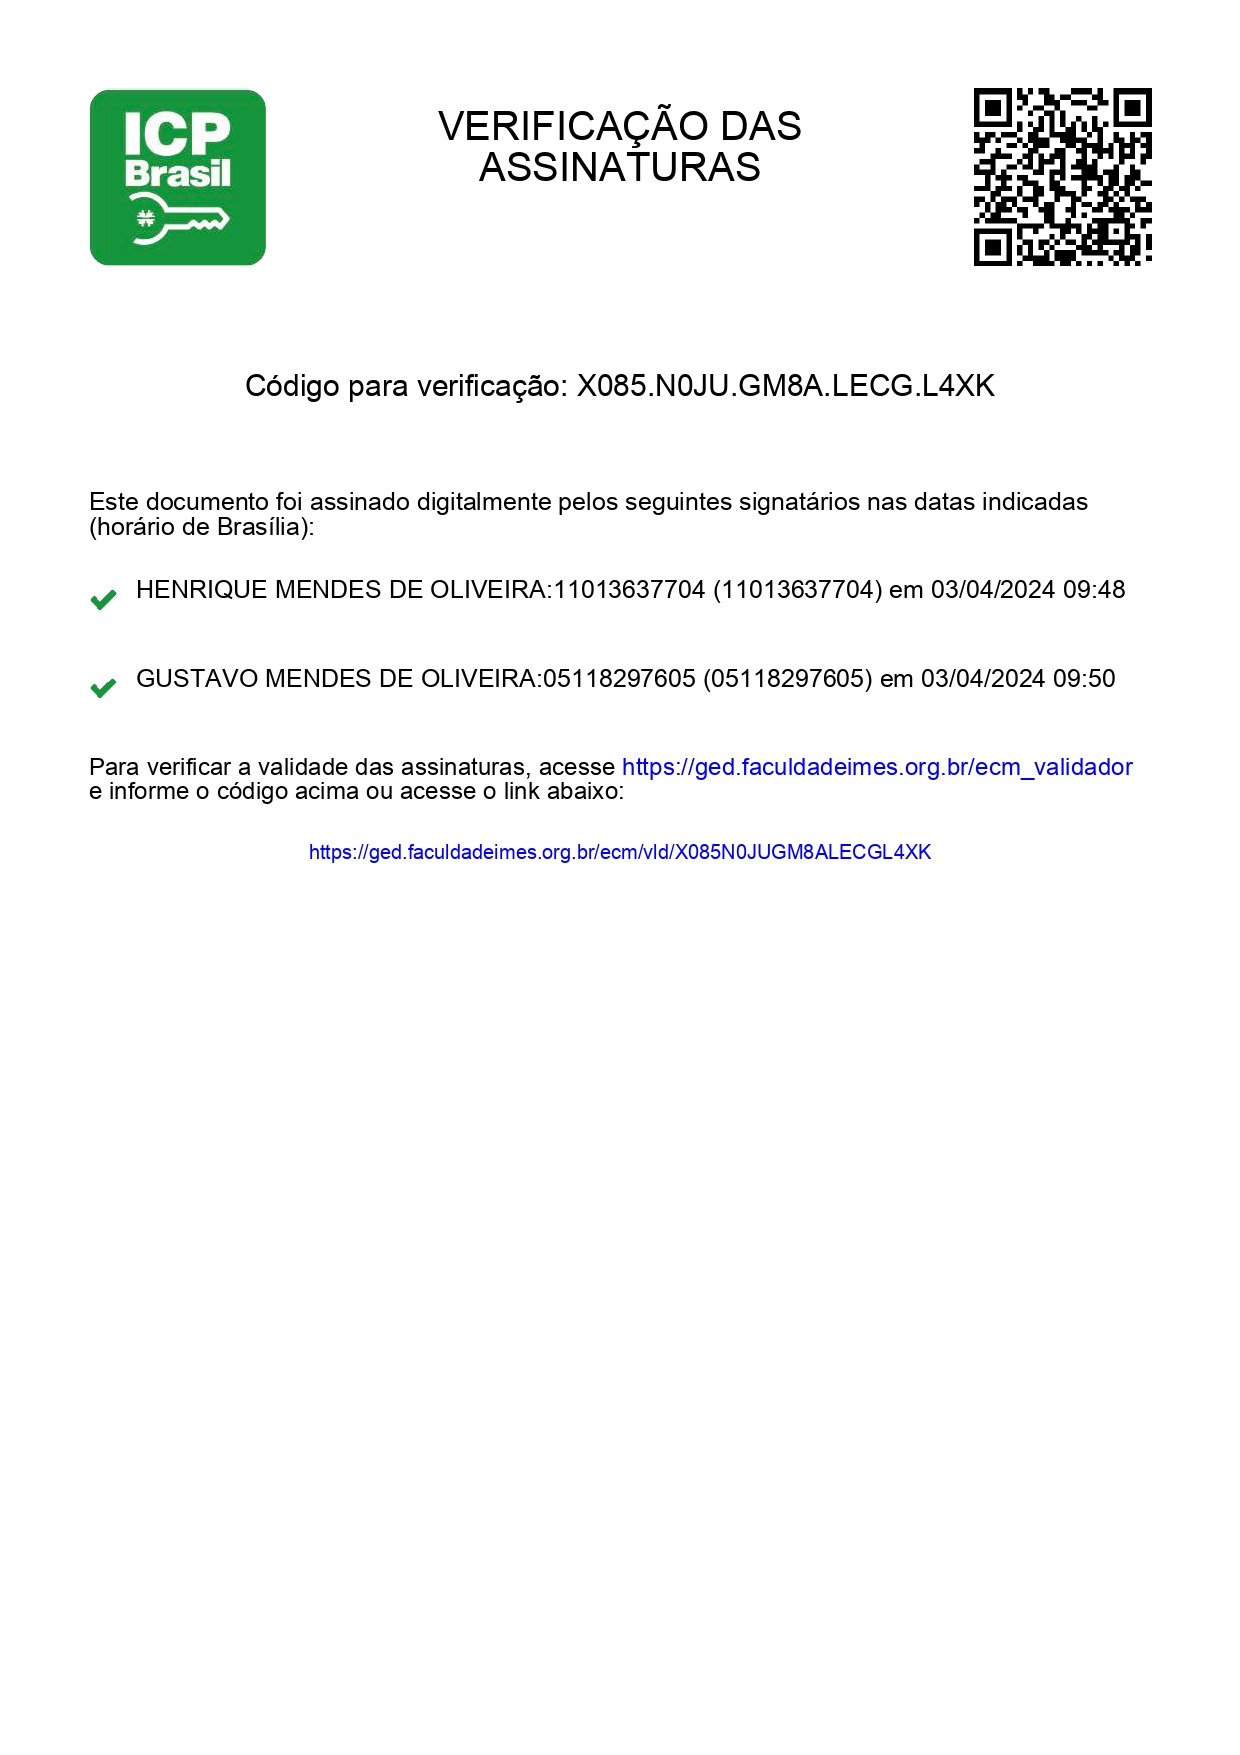 ICP
Brasil
VERIFICAÇÃO DAS
ASSINATURAS
Código para verificação: X085.N0JU.GM8A.LECG.L4XK
Este documento foi assinado digitalmente pelos seguintes signatários nas datas indicadas
(horário de Brasília):
HENRIQUE MENDES DE OLIVEIRA:11013637704 (11013637704) em 03/04/2024 09:48
GUSTAVO MENDES DE OLIVEIRA:05118297605 (05118297605) em 03/04/2024 09:50
Para verificar a validade das assinaturas, acesse https://ged.faculdadeimes.org.br/ecm_validador
e informe o código acima ou acesse o link abaixo:
https://ged.faculdadeimes.org.br/ecm/vld/X085N0JUGM8ALECGL4XK